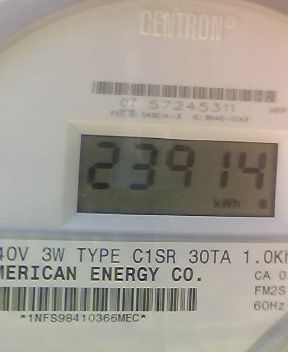 CENTRON®
07 57245311
23914
kWh
40V 3W TYPE C1SR 30TA 1.0K
MERICAN ENERGY CO.
CA 0
FM2S
60Hz
*1NFS98410366MEC*